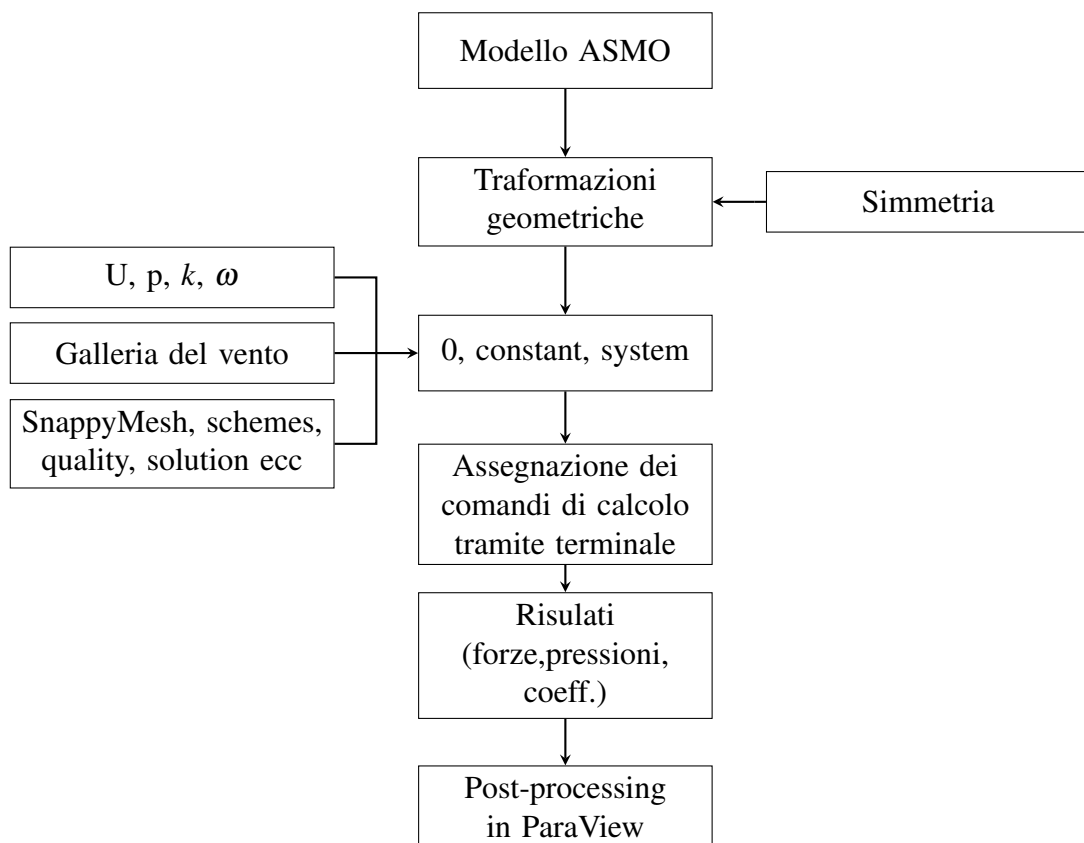 Modello ASMO
Traformazioni
geometriche
Simmetria
U, p, k, ω
Galleria del vento
0, constant, system
SnappyMesh, schemes,
quality, solution ecc
Assegnazione dei
comandi di calcolo
tramite terminale
Risulati
(forze,pressioni,
coeff.)
Post-processing
in ParaView